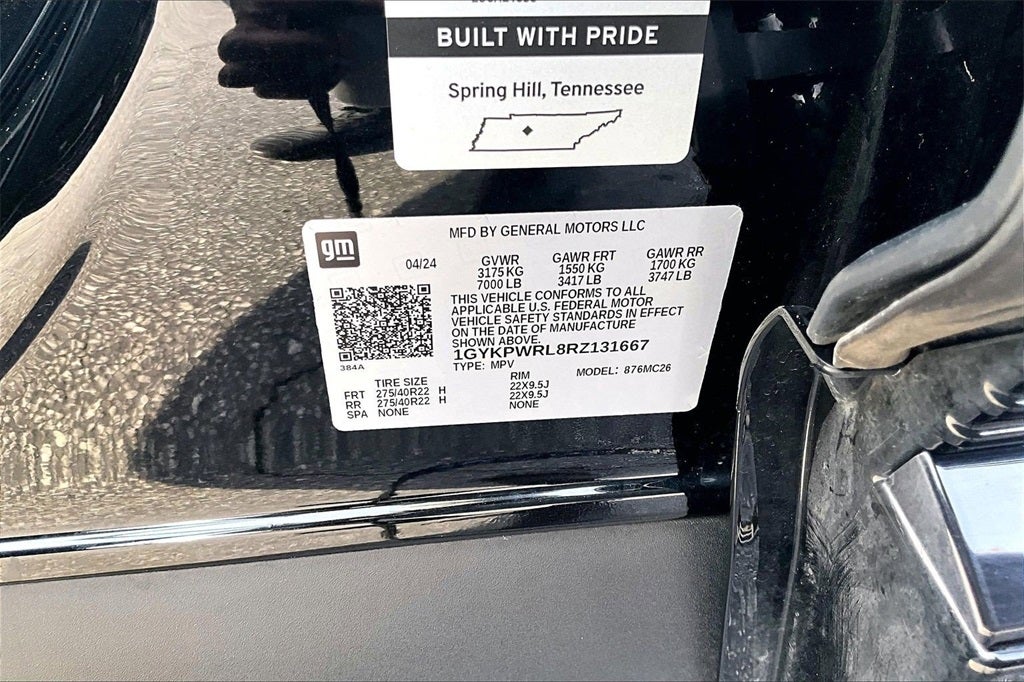 BUILT WITH PRIDE
Spring Hill, Tennessee
gm
MFD BY GENERAL MOTORS LLC
04/24 GVWR GAWR FRT GAWR RR
3175 KG 1550 KG 1700 KG
7000 LB 3417 LB 3747 LB
THIS VEHICLE CONFORMS TO ALL
APPLICABLE U.S. FEDERAL MOTOR
VEHICLE SAFETY STANDARDS IN EFFECT
ON THE DATE OF MANUFACTURE
SHOWN ABOVE.
1GYKPWRL8RZ131667
TYPE: MPV MODEL: 876MC26
384A
TIRE SIZE RIM
FRT 275/40R22 H 22X9.5J
RR 275/40R22 H 22X9.5J
SPA NONE NONE